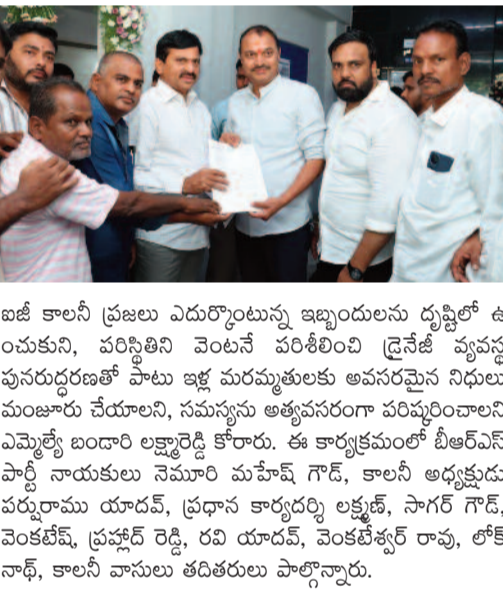 ఐజీ కాలనీ ప్రజలు ఎదుర్కొంటున్న ఇబ్బందులను దృష్టిలో ఉ
ంచుకుని, పరిస్థితిని వెంటనే పరిశీలించి డ్రైనేజీ వ్యవస్థ
పునరుద్ధరణతో పాటు ఇళ్ల మరమ్మతులకు అవసరమైన నిధులు
మంజూరు చేయాలని, సమస్యను అత్యవసరంగా పరిష్కరించాలని
ఎమ్మెల్యే బండారి లక్ష్మారెడ్డి కోరారు. ఈ కార్యక్రమంలో బీఆర్ఎస్
పార్టీ నాయకులు నెమూరి మహేష్ గౌడ్, కాలనీ అధ్యక్షుడు
పర్షురాము యాదవ్, ప్రధాన కార్యదర్శి లక్ష్మణ్, సాగర్ గౌడ్,
వెంకటేష్, ప్రహ్లాద్ రెడ్డి, రవి యాదవ్, వెంకటేశ్వర్ రావు, లోక్
నాథ్, కాలనీ వాసులు తదితరులు పాల్గొన్నారు.